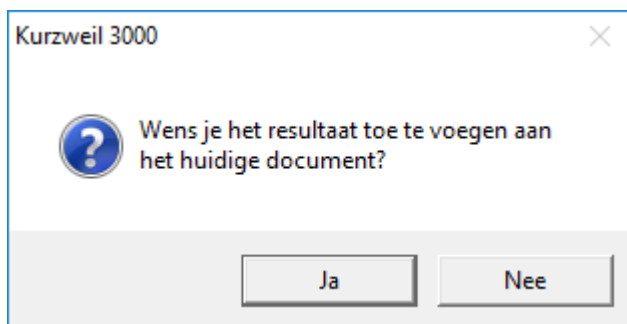 Kurzweil 3000
Wens je het resultaat toe te voegen aan
het huidige document?
Ja
Nee